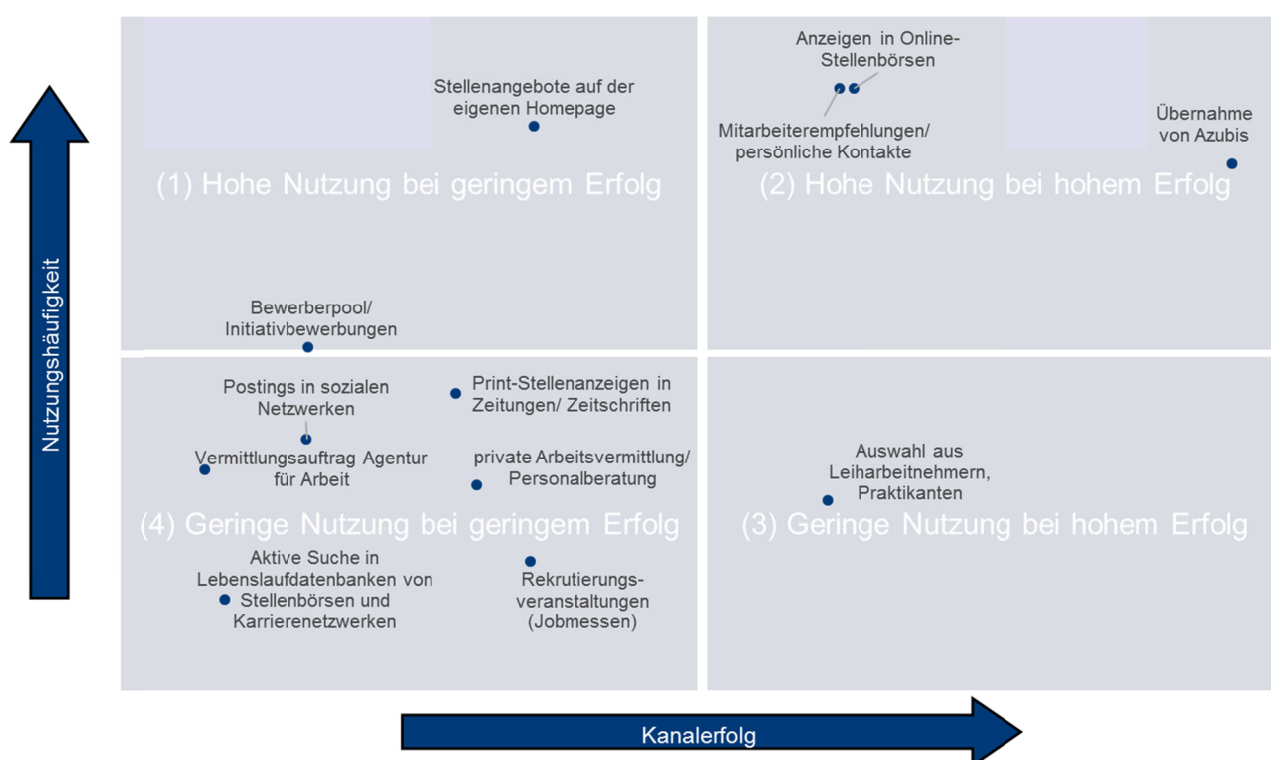 Anzeigen in Online-
Stellenbörsen
Stellenangebote auf der
eigenen Homepage
Mitarbeiterempfehlungen/
persönliche Kontakte
Übernahme
von Azubis
(1) Hohe Nutzung bei geringem Erfolg
(2) Hohe Nutzung bei hohem Erfolg
Nutzungshäufigkeit
Bewerberpool/
Initiativbewerbungen
Postings in sozialen
Netzwerken
Print-Stellenanzeigen in
Zeitungen/ Zeitschriften
Vermittlungsauftrag Agentur
für Arbeit
private Arbeitsvermittlung/
Personalberatung
Auswahl aus
Leiharbeitnehmern,
Praktikanten
(4) Geringe Nutzung bei geringem Erfolg
(3) Geringe Nutzung bei hohem Erfolg
Aktive Suche in
Lebenslaufdatenbanken von
Stellenbörsen und
Karrierenetzwerken
Rekrutierungs-
veranstaltungen
(Jobmessen)
Kanalerfolg